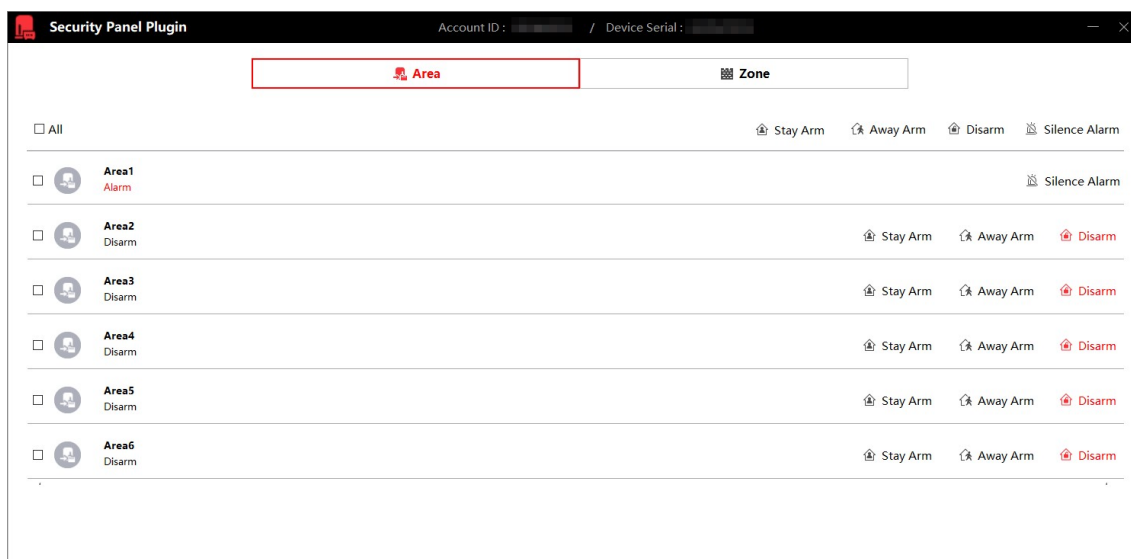 Security Panel Plugin Account ID : / Device Serial :
Area Zone
All Stay Arm Away Arm Disarm Silence Alarm
Area1
Alarm Silence Alarm
Area2
Disarm Stay Arm Away Arm Disarm
Area3
Disarm Stay Arm Away Arm Disarm
Area4
Disarm Stay Arm Away Arm Disarm
Area5
Disarm Stay Arm Away Arm Disarm
Area6
Disarm Stay Arm Away Arm Disarm